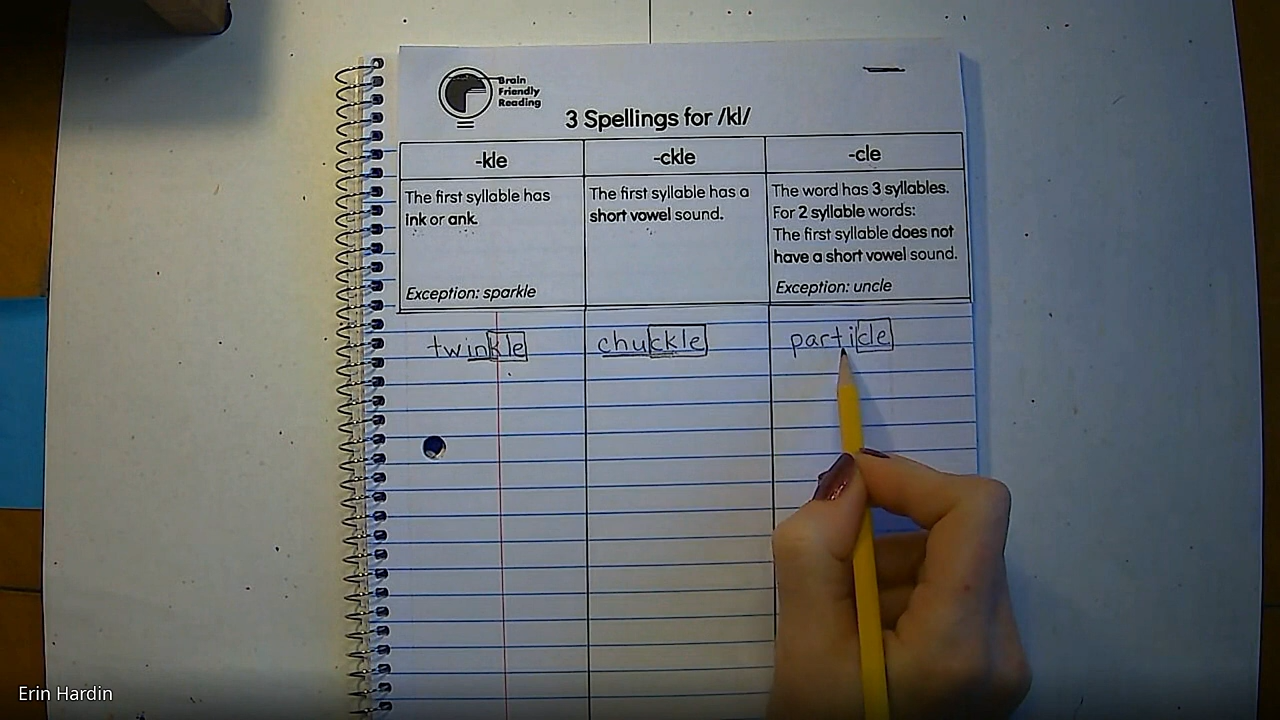 Brain
Friendly
Reading
3 Spellings for /kl/
-kle
-ckle
-cle
The first syllable has
ink or ank.
Exception: sparkle
The first syllable has a
short vowel sound.
The word has 3 syllables.
For 2 syllable words:
The first syllable does not
have a short vowel sound.
Exception: uncle
twinkle
chuckle
particle
Erin Hardin